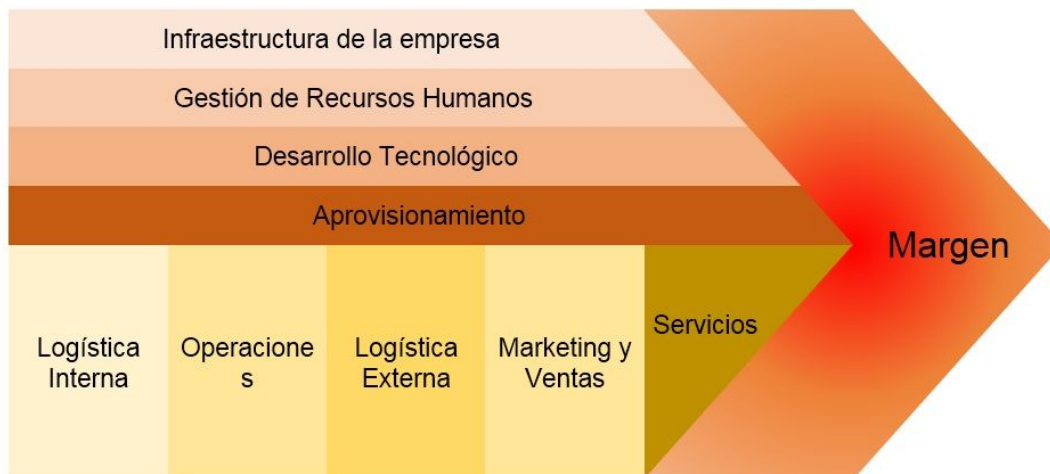 Infraestructura de la empresa
Gestión de Recursos Humanos
Desarrollo Tecnológico
Aprovisionamiento
Margen
Logística
Interna
Operacione
s
Logística
Externa
Marketing y
Ventas
Servicios